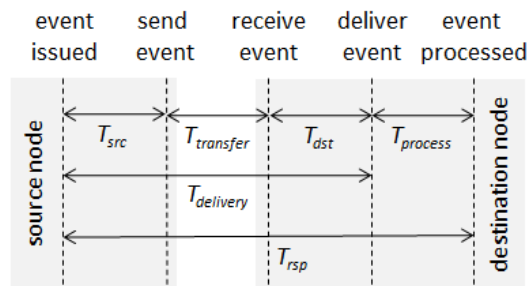 event send receive deliver event
issued event event event processed
T_src T_transfer T_dst T_process
T_delivery
T_rsp
source node
destination node